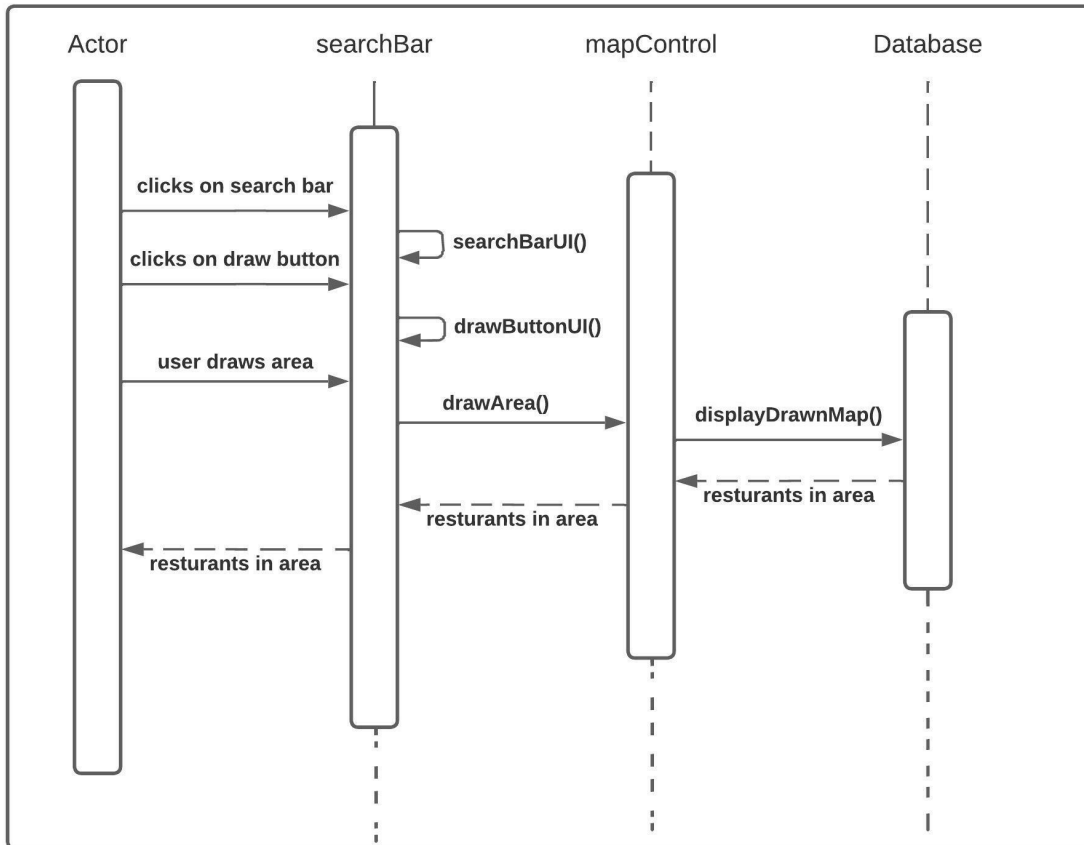 Actor
searchBar
mapControl
Database
clicks on search bar
searchBarUI()
clicks on draw button
drawButtonUI()
user draws area
drawArea()
displayDrawnMap()
resturants in area
resturants in area
resturants in area